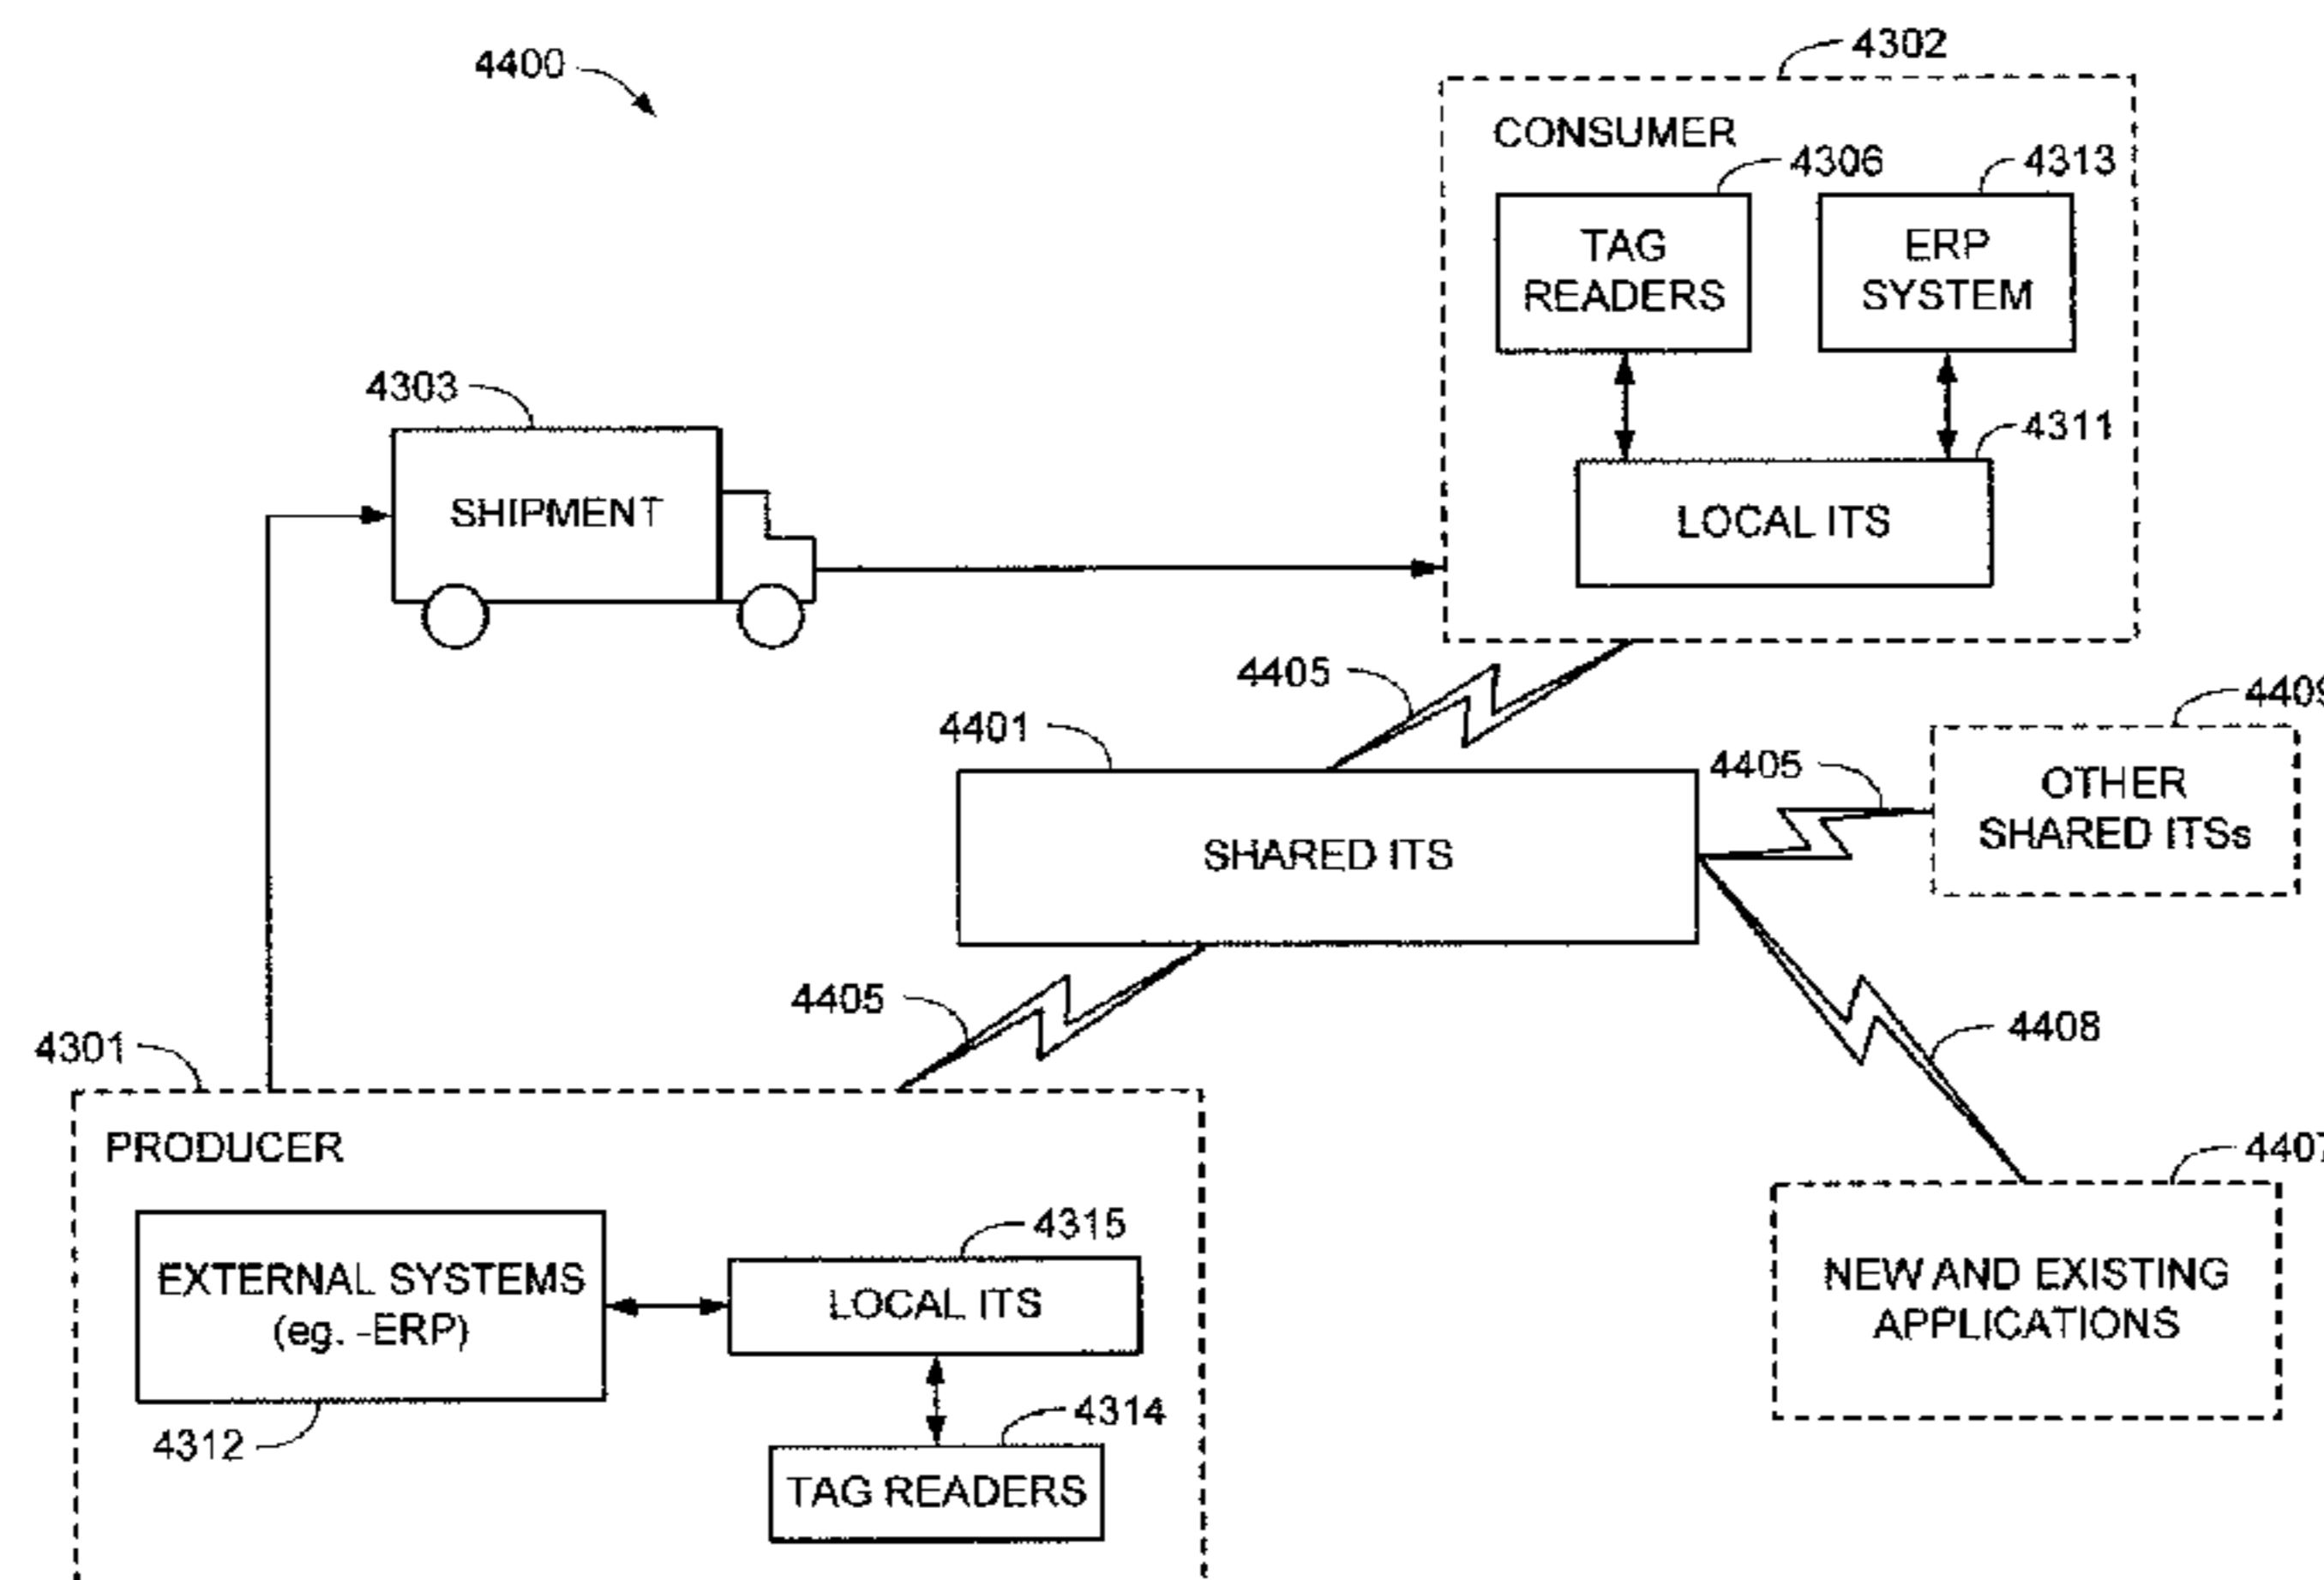 4400
4302
CONSUMER
4306
4313
TAG
READERS
ERP
SYSTEM
4303
4311
SHIPMENT
LOCAL ITS
4405
4409
4401
4405
OTHER
SHARED ITSs
SHARED ITS
4405
4408
4301
PRODUCER
4407
4315
EXTERNAL SYSTEMS
(eg. -ERP)
LOCAL ITS
NEW AND EXISTING
APPLICATIONS
4314
4312
TAG READERS